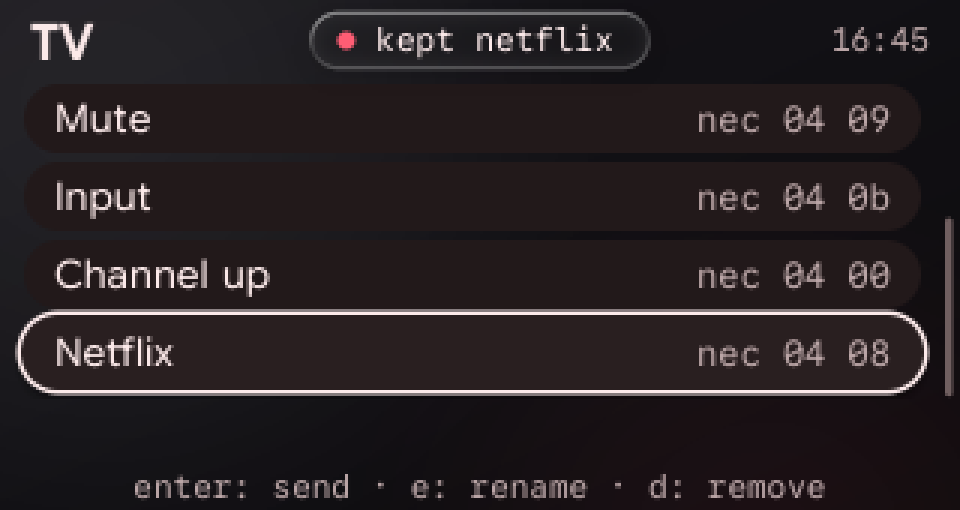 TV
kept netflix
16:45
Mute nec 04 09
Input nec 04 0b
Channel up nec 04 00
Netflix nec 04 08
enter: send · e: rename · d: remove